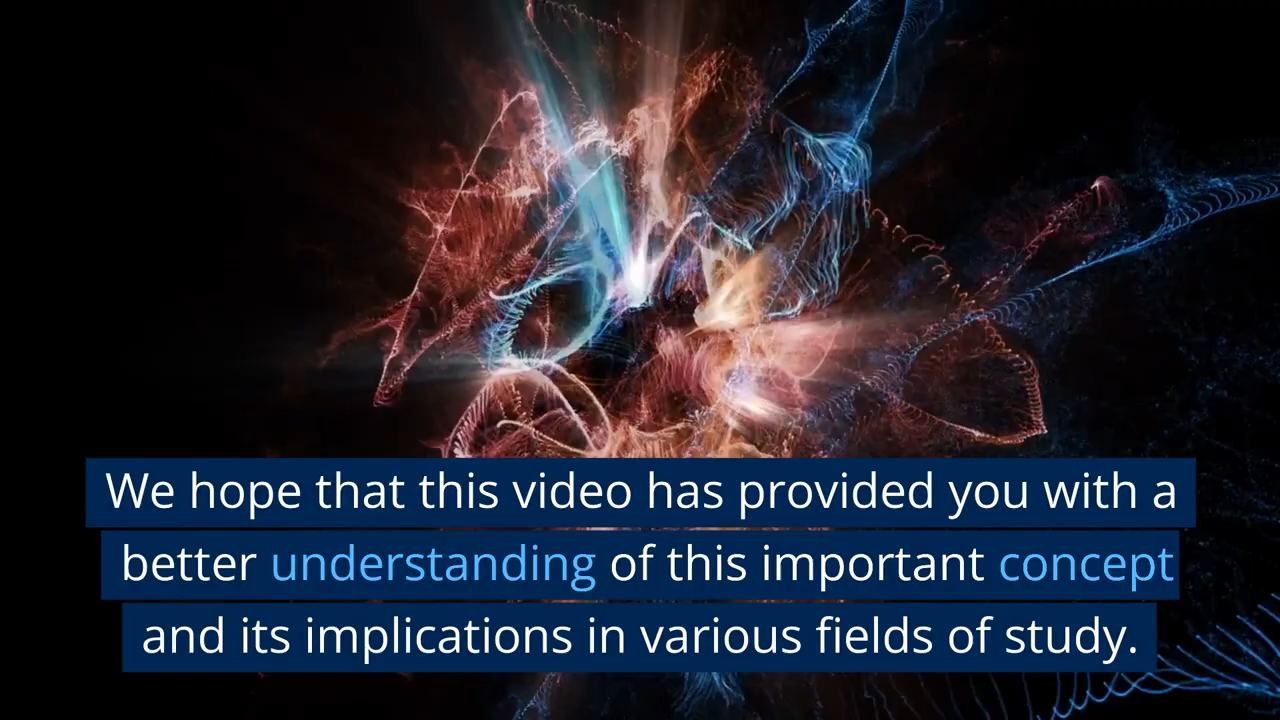 We hope that this video has provided you with a
better understanding of this important concept
and its implications in various fields of study.